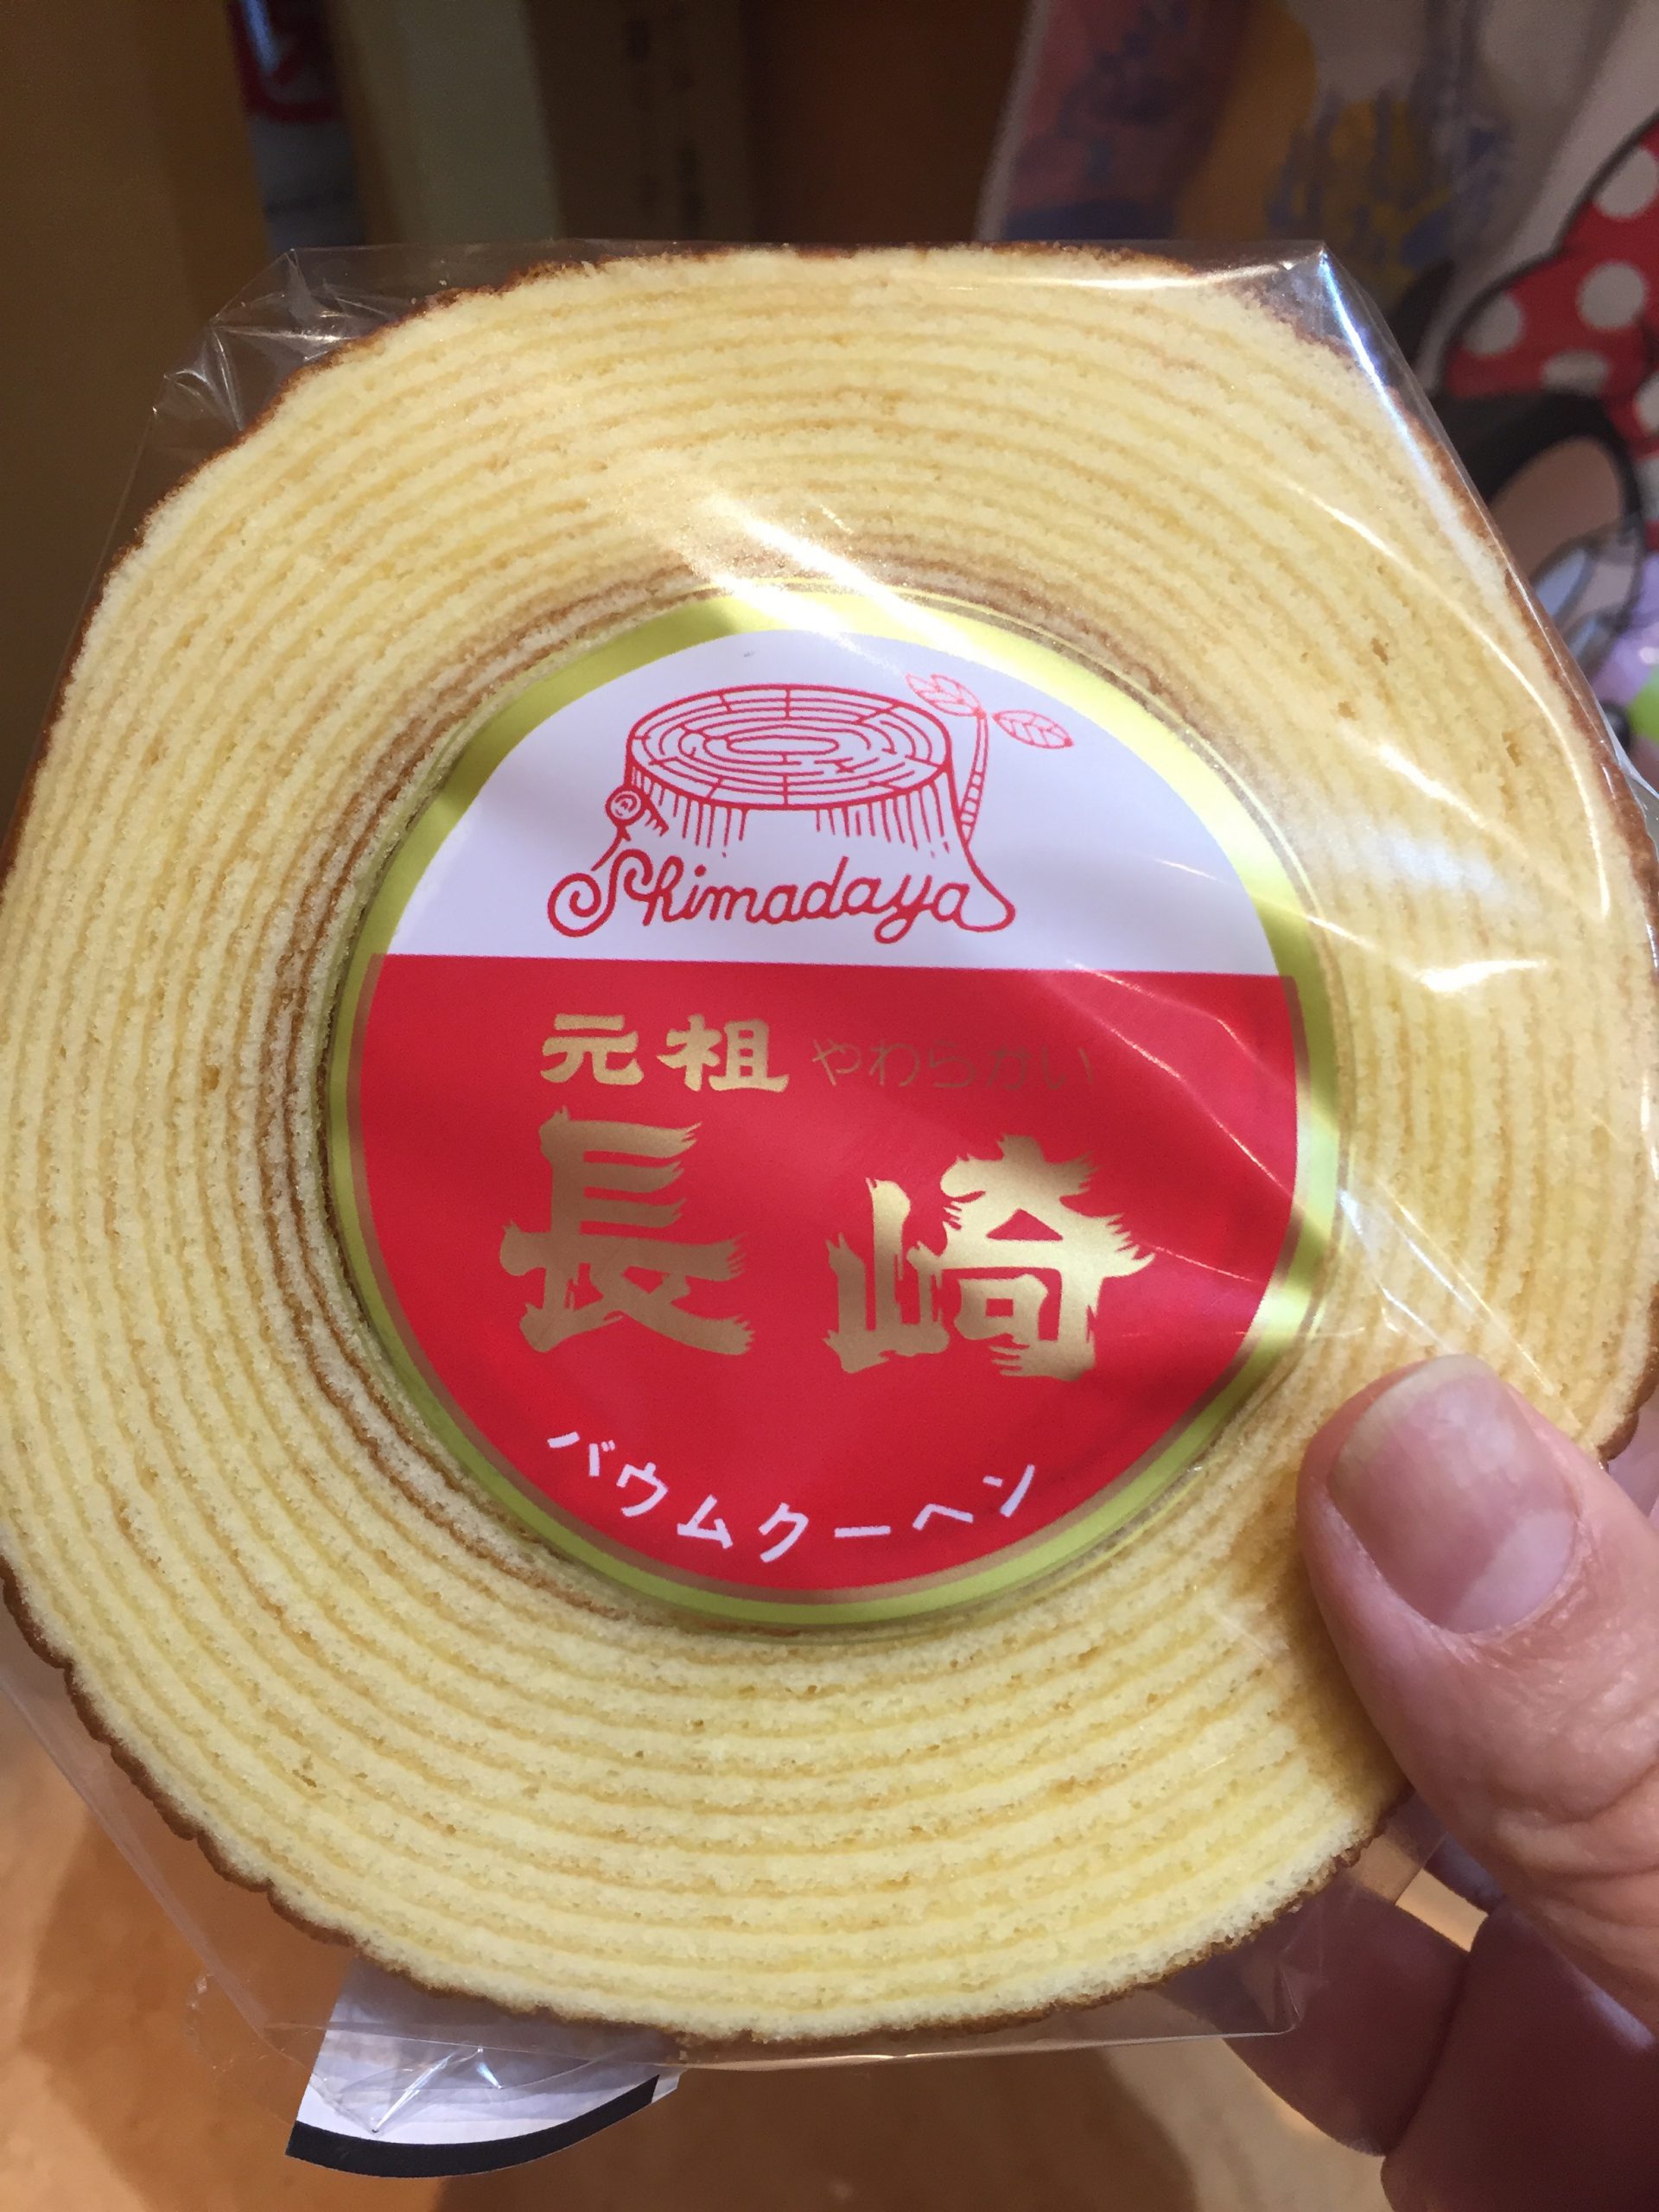 Shimadaya
元祖 やわらかい
長崎
バウムクーヘン